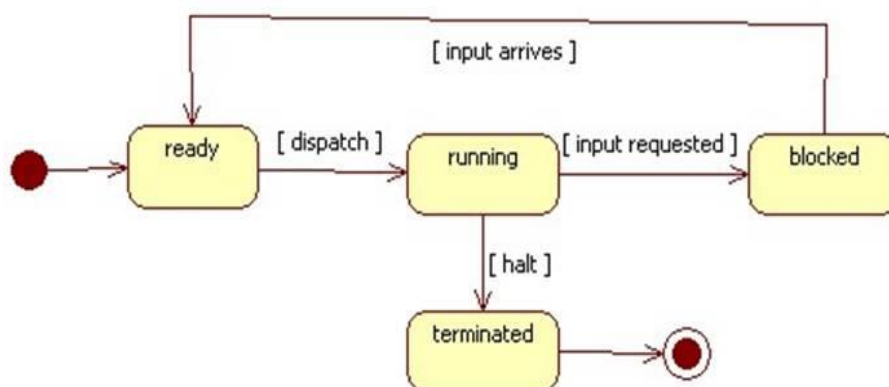 [ input arrives ]
ready
[ dispatch ]
running
[ input requested ]
blocked
[ halt ]
terminated